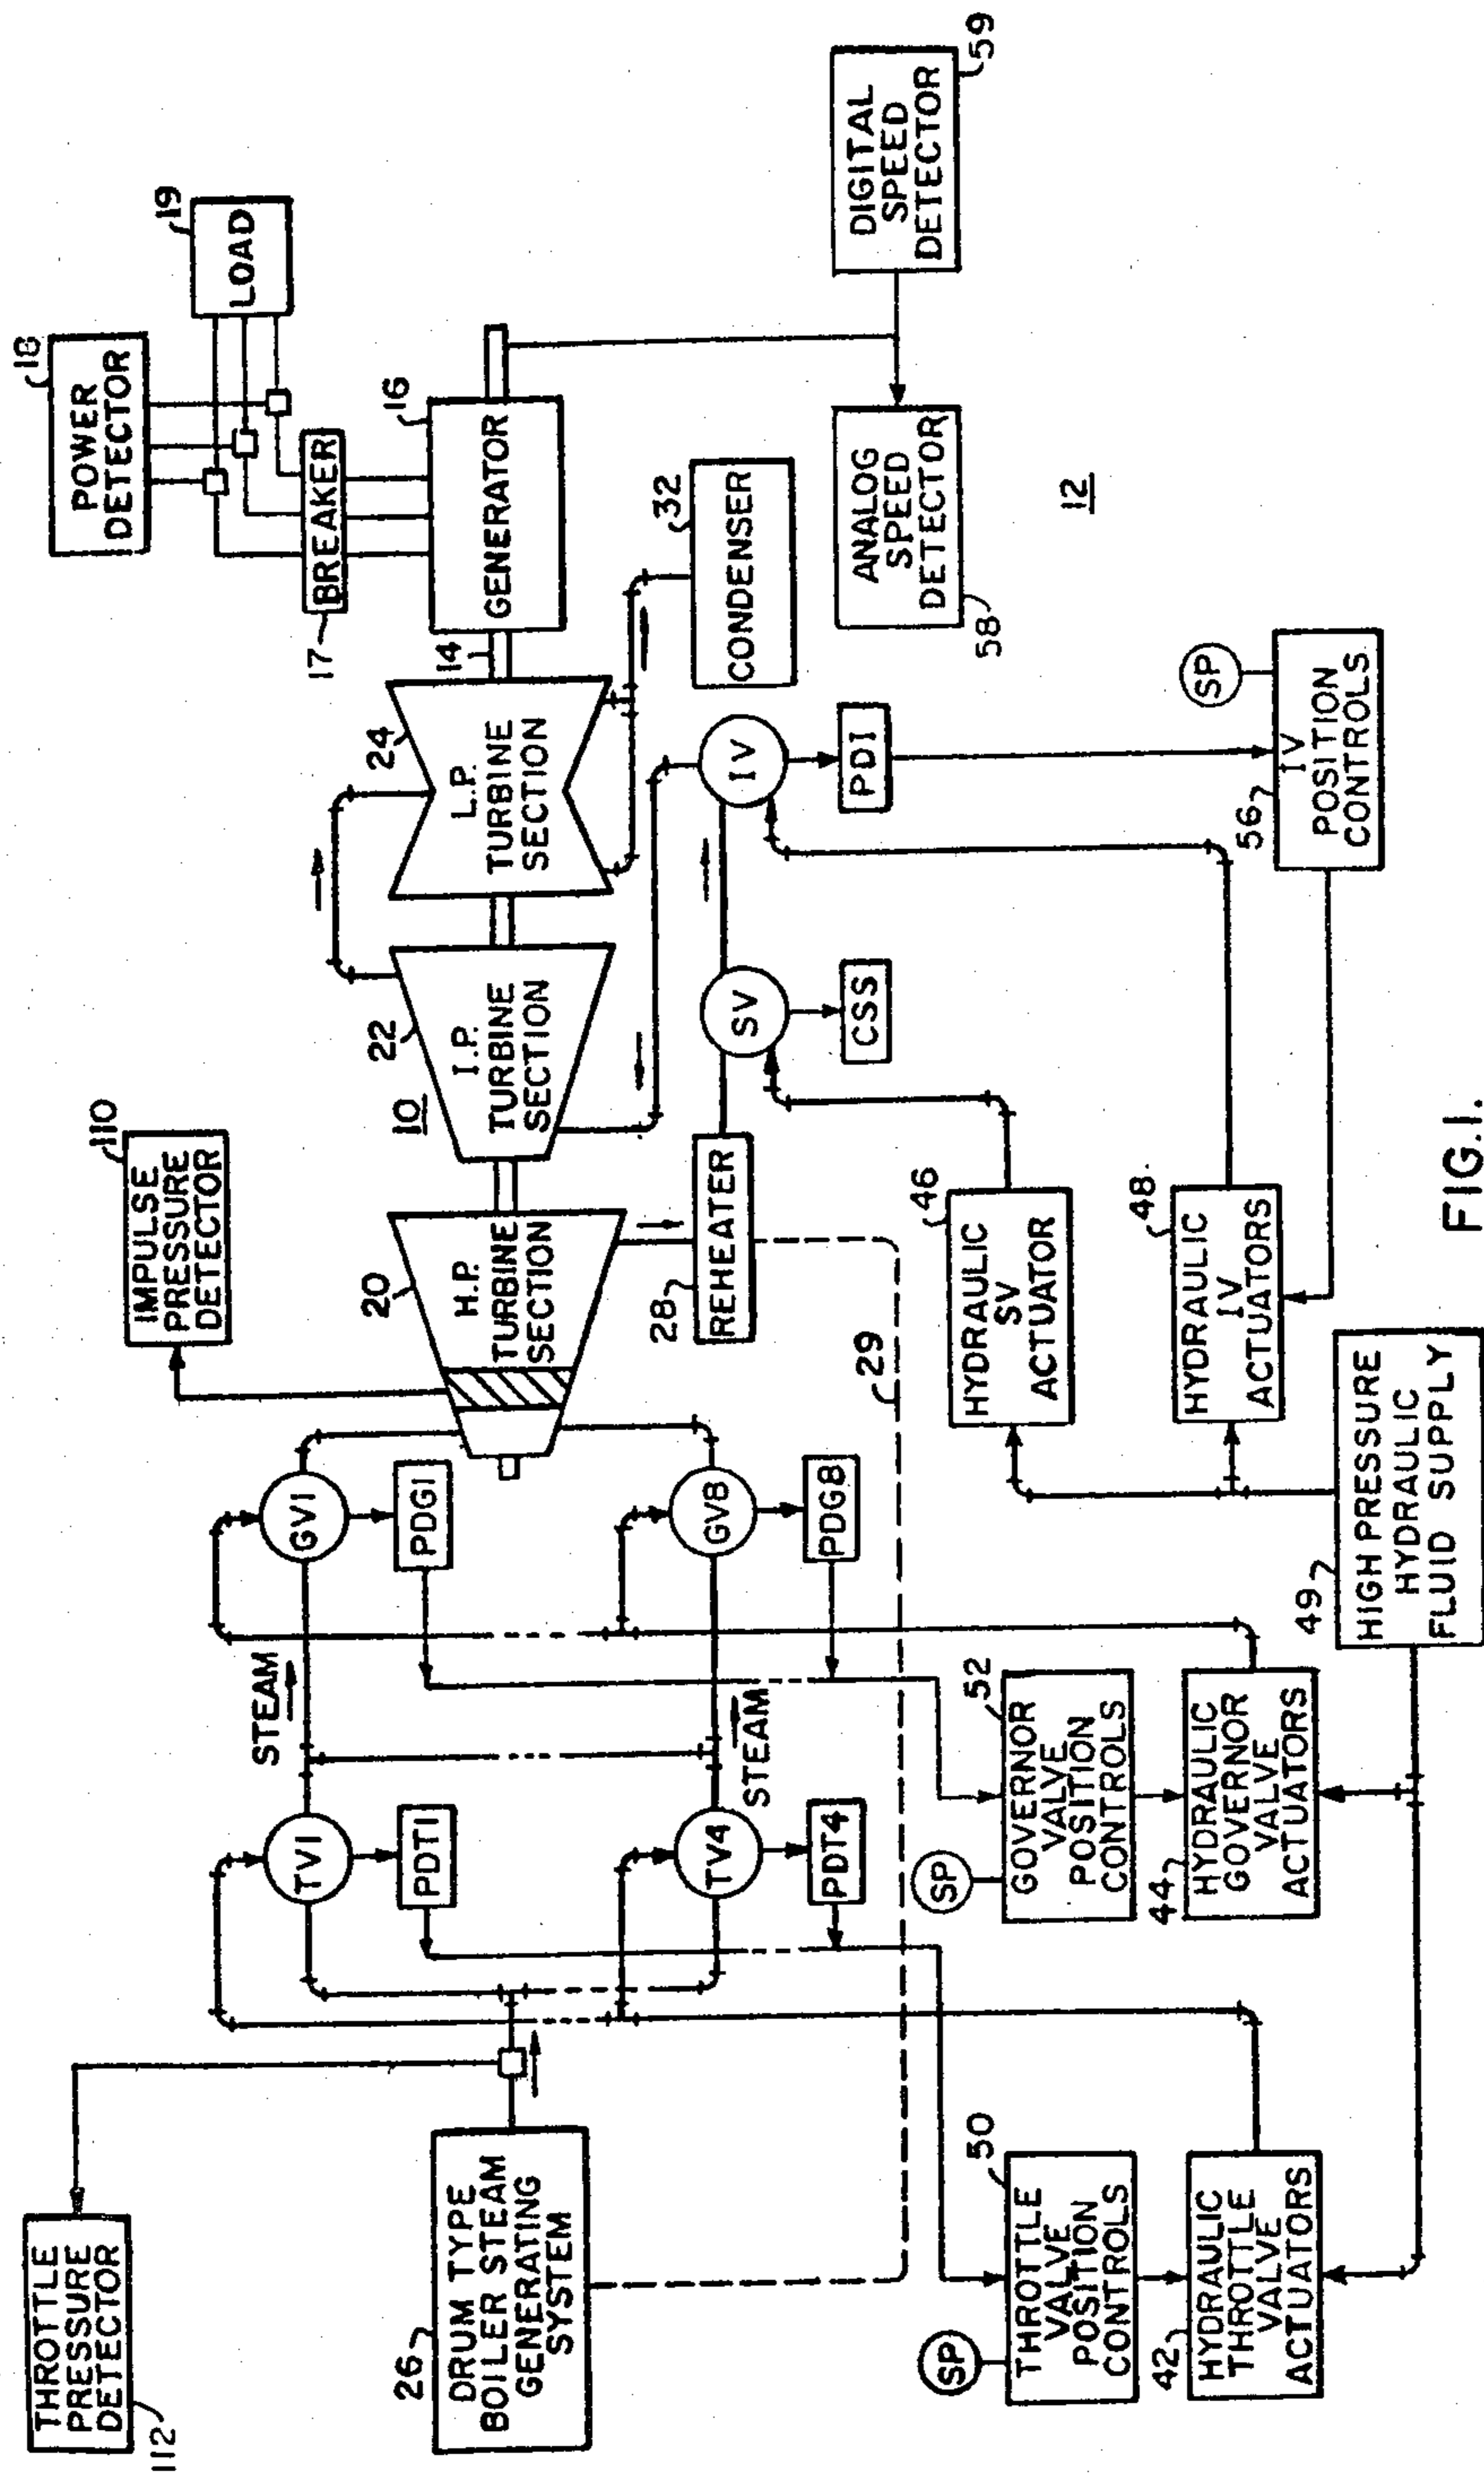 THROTTLE
PRESSURE
DETECTOR
112
IMPULSE
PRESSURE
DETECTOR
110
POWER
DETECTOR
18
LOAD
19
BREAKER
17
26
DRUM TYPE
BOILER STEAM
GENERATING
SYSTEM
STEAM
STEAM
TV1
PDT1
TV4
PDT4
GV1
PDG1
GV8
PDG8
20
H.P.
TURBINE
SECTION
10
22
I.P.
TURBINE
SECTION
24
L.P.
TURBINE
SECTION
14
GENERATOR
16
28
REHEATER
29
SV
CSS
IV
PDI
CONDENSER
32
ANALOG
SPEED
DETECTOR
58
DIGITAL
SPEED
DETECTOR
59
12
SP
50
THROTTLE
VALVE
POSITION
CONTROLS
42
HYDRAULIC
THROTTLE
VALVE
ACTUATORS
SP
52
GOVERNOR
VALVE
POSITION
CONTROLS
44
HYDRAULIC
GOVERNOR
VALVE
ACTUATORS
46
HYDRAULIC
SV
ACTUATOR
48
HYDRAULIC
IV
ACTUATORS
SP
56
IV
POSITION
CONTROLS
49
HIGH PRESSURE
HYDRAULIC
FLUID SUPPLY
FIG.1.